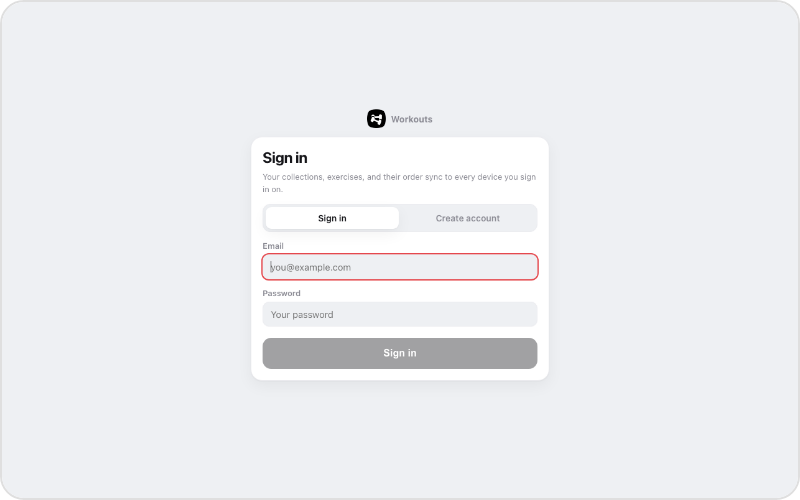 Workouts
Sign in
Your collections, exercises, and their order sync to every device you sign
in on.
Sign in
Create account
Email
you@example.com
Password
Your password
Sign in